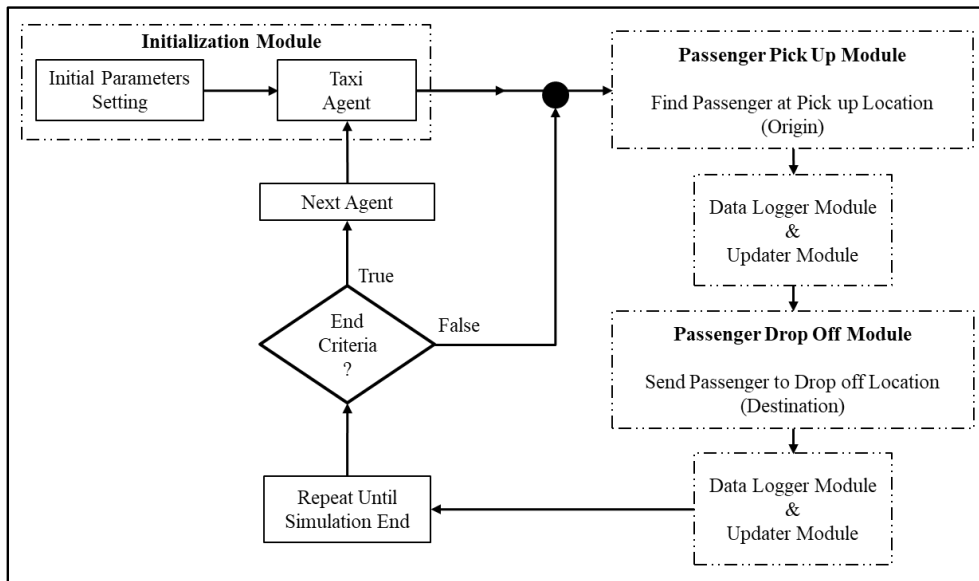 Initialization Module
Initial Parameters
Setting
Taxi
Agent
Passenger Pick Up Module
Find Passenger at Pick up Location
(Origin)
Data Logger Module
&
Updater Module
Next Agent
True
End
Criteria
?
False
Passenger Drop Off Module
Send Passenger to Drop off Location
(Destination)
Repeat Until
Simulation End
Data Logger Module
&
Updater Module